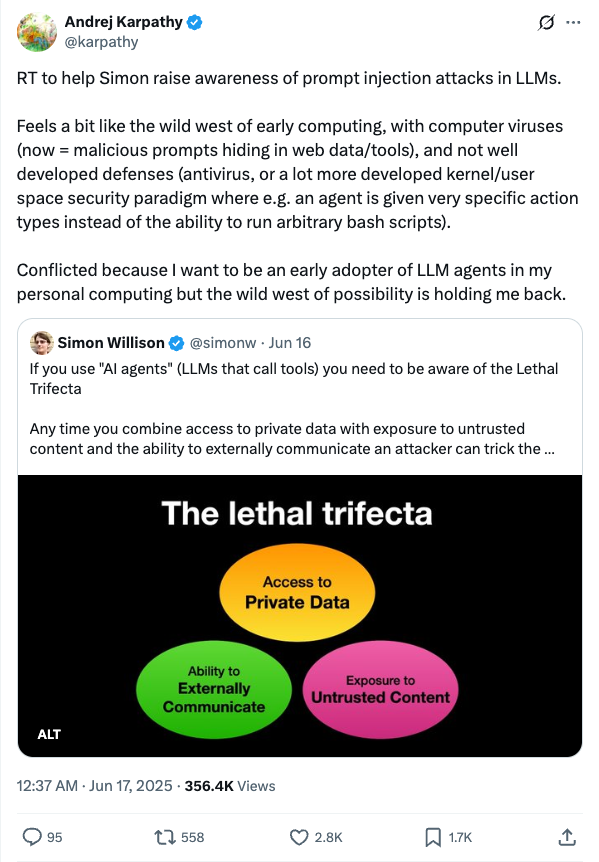 Andrej Karpathy
@karpathy
RT to help Simon raise awareness of prompt injection attacks in LLMs.
Feels a bit like the wild west of early computing, with computer viruses
(now = malicious prompts hiding in web data/tools), and not well
developed defenses (antivirus, or a lot more developed kernel/user
space security paradigm where e.g. an agent is given very specific action
types instead of the ability to run arbitrary bash scripts).
Conflicted because I want to be an early adopter of LLM agents in my
personal computing but the wild west of possibility is holding me back.
Simon Willison @simonw · Jun 16
If you use "AI agents" (LLMs that call tools) you need to be aware of the Lethal
Trifecta
Any time you combine access to private data with exposure to untrusted
content and the ability to externally communicate an attacker can trick the ...
The lethal trifecta
Access to
Private Data
Ability to
Externally
Communicate
Exposure to
Untrusted Content
ALT
12:37 AM · Jun 17, 2025 · 356.4K Views
95 558 2.8K 1.7K